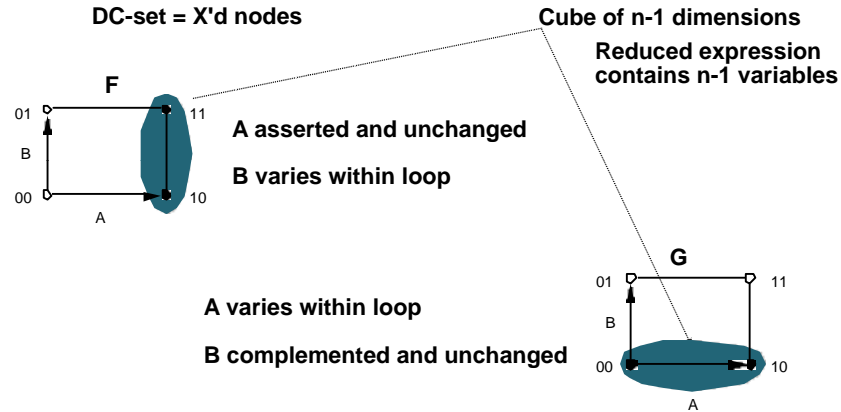 DC-set = X'd nodes
Cube of n-1 dimensions
Reduced expression
contains n-1 variables
F
01
11
A asserted and unchanged
B
B varies within loop
00
10
A
G
01
11
A varies within loop
B
B complemented and unchanged
00
10
A